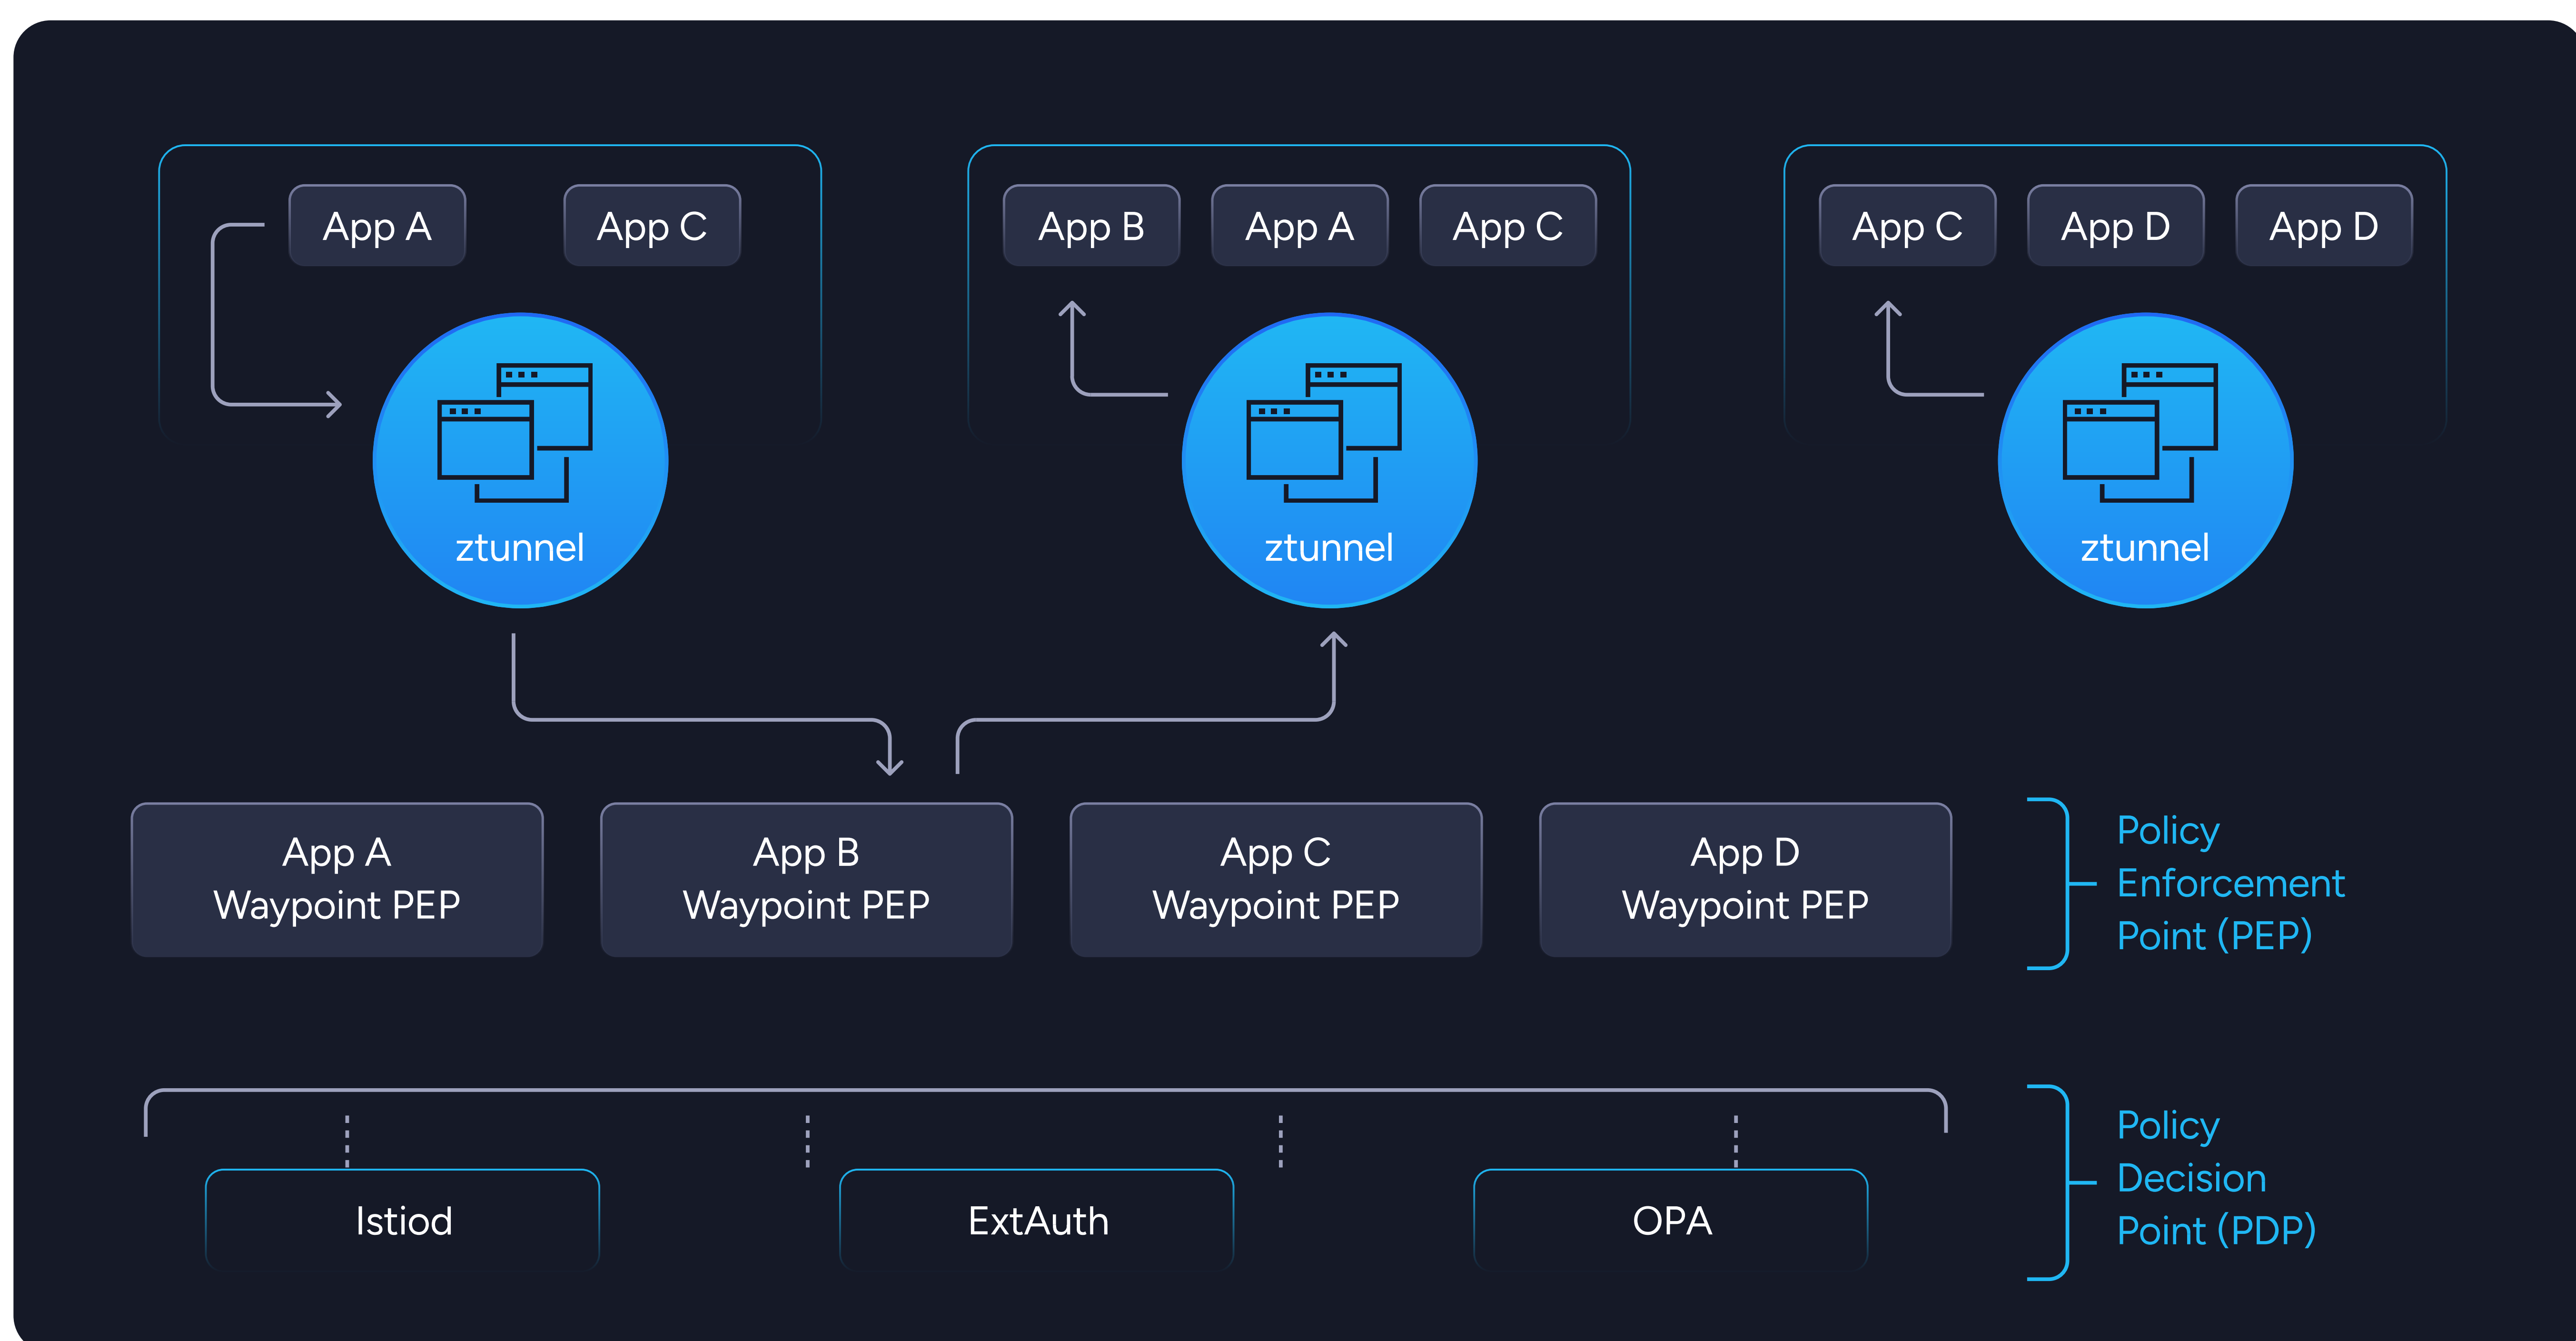 App A
App C
App B
App A
App C
App C
App D
App D
ztunnel
ztunnel
ztunnel
App A
Waypoint PEP
App B
Waypoint PEP
App C
Waypoint PEP
App D
Waypoint PEP
Policy
Enforcement
Point (PEP)
Istiod
ExtAuth
OPA
Policy
Decision
Point (PDP)